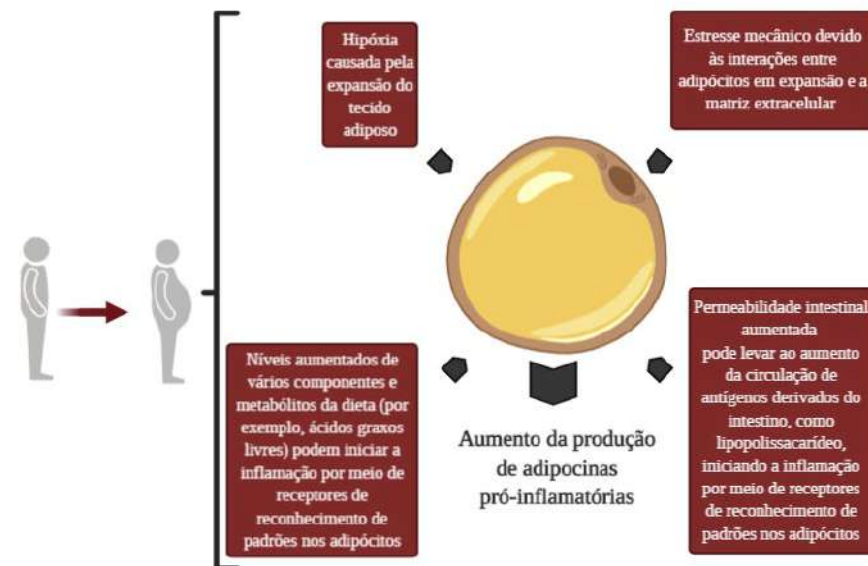 Hipóxia
causada pela
expansão do
tecido
adiposo
Estresse mecânico devido
às interações entre
adipócitos em expansão e a
matriz extracelular
Níveis aumentados de
vários componentes e
metabólitos da dieta (por
exemplo, ácidos graxos
livres) podem iniciar a
inflamação por meio de
receptores de
reconhecimento de
padrões nos adipócitos
Permeabilidade intestinal
aumentada
pode levar ao aumento
da circulação de
antígenos derivados do
intestino, como
lipopolissacarídeo,
iniciando a inflamação
por meio de receptores
de reconhecimento de
padrões nos adipócitos
Aumento da produção
de adipocinas
pró-inflamatórias